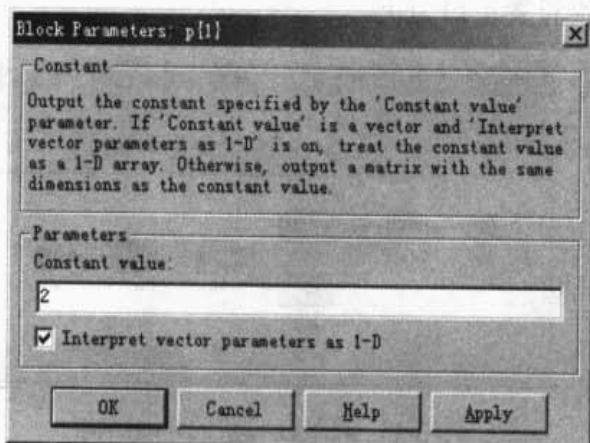 Block Parameters: p{1}
Constant
Output the constant specified by the 'Constant value'
parameter. If 'Constant value' is a vector and 'Interpret
vector parameters as 1-D' is on, treat the constant value
as a 1-D array. Otherwise, output a matrix with the same
dimensions as the constant value.
Parameters
Constant value:
2
Interpret vector parameters as 1-D
OK Cancel Help Apply